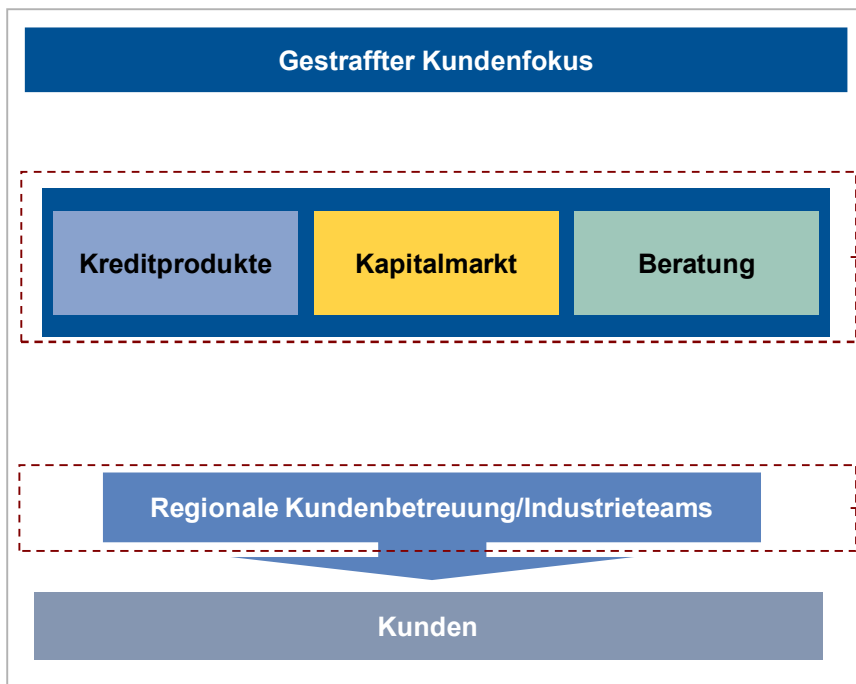 Gestraffter Kundenfokus
Kreditprodukte
Kapitalmarkt
Beratung
Regionale Kundenbetreuung/Industrieteams
Kunden